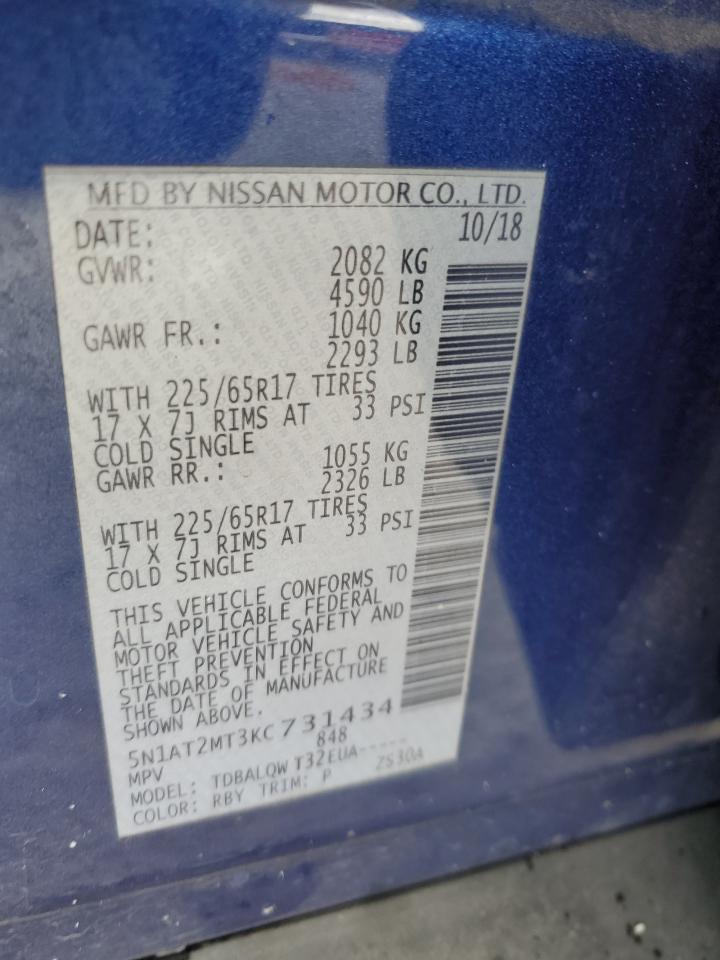 MFD BY NISSAN MOTOR CO., LTD.
DATE: 10/18
GVWR: 2082 KG
4590 LB
GAWR FR.: 1040 KG
2293 LB
WITH 225/65R17 TIRES
17 X 7J RIMS AT 33 PSI
COLD SINGLE
GAWR RR.: 1055 KG
2326 LB
WITH 225/65R17 TIRES
17 X 7J RIMS AT 33 PSI
COLD SINGLE
THIS VEHICLE CONFORMS TO
ALL APPLICABLE FEDERAL
MOTOR VEHICLE SAFETY AND
THEFT PREVENTION
STANDARDS IN EFFECT ON
THE DATE OF MANUFACTURE
SHOWN ABOVE.
5N1AT2MT3KC731434
MPV 848
MODEL: TDBALQW T32EUA-----
COLOR: RBY TRIM: P ZS30A